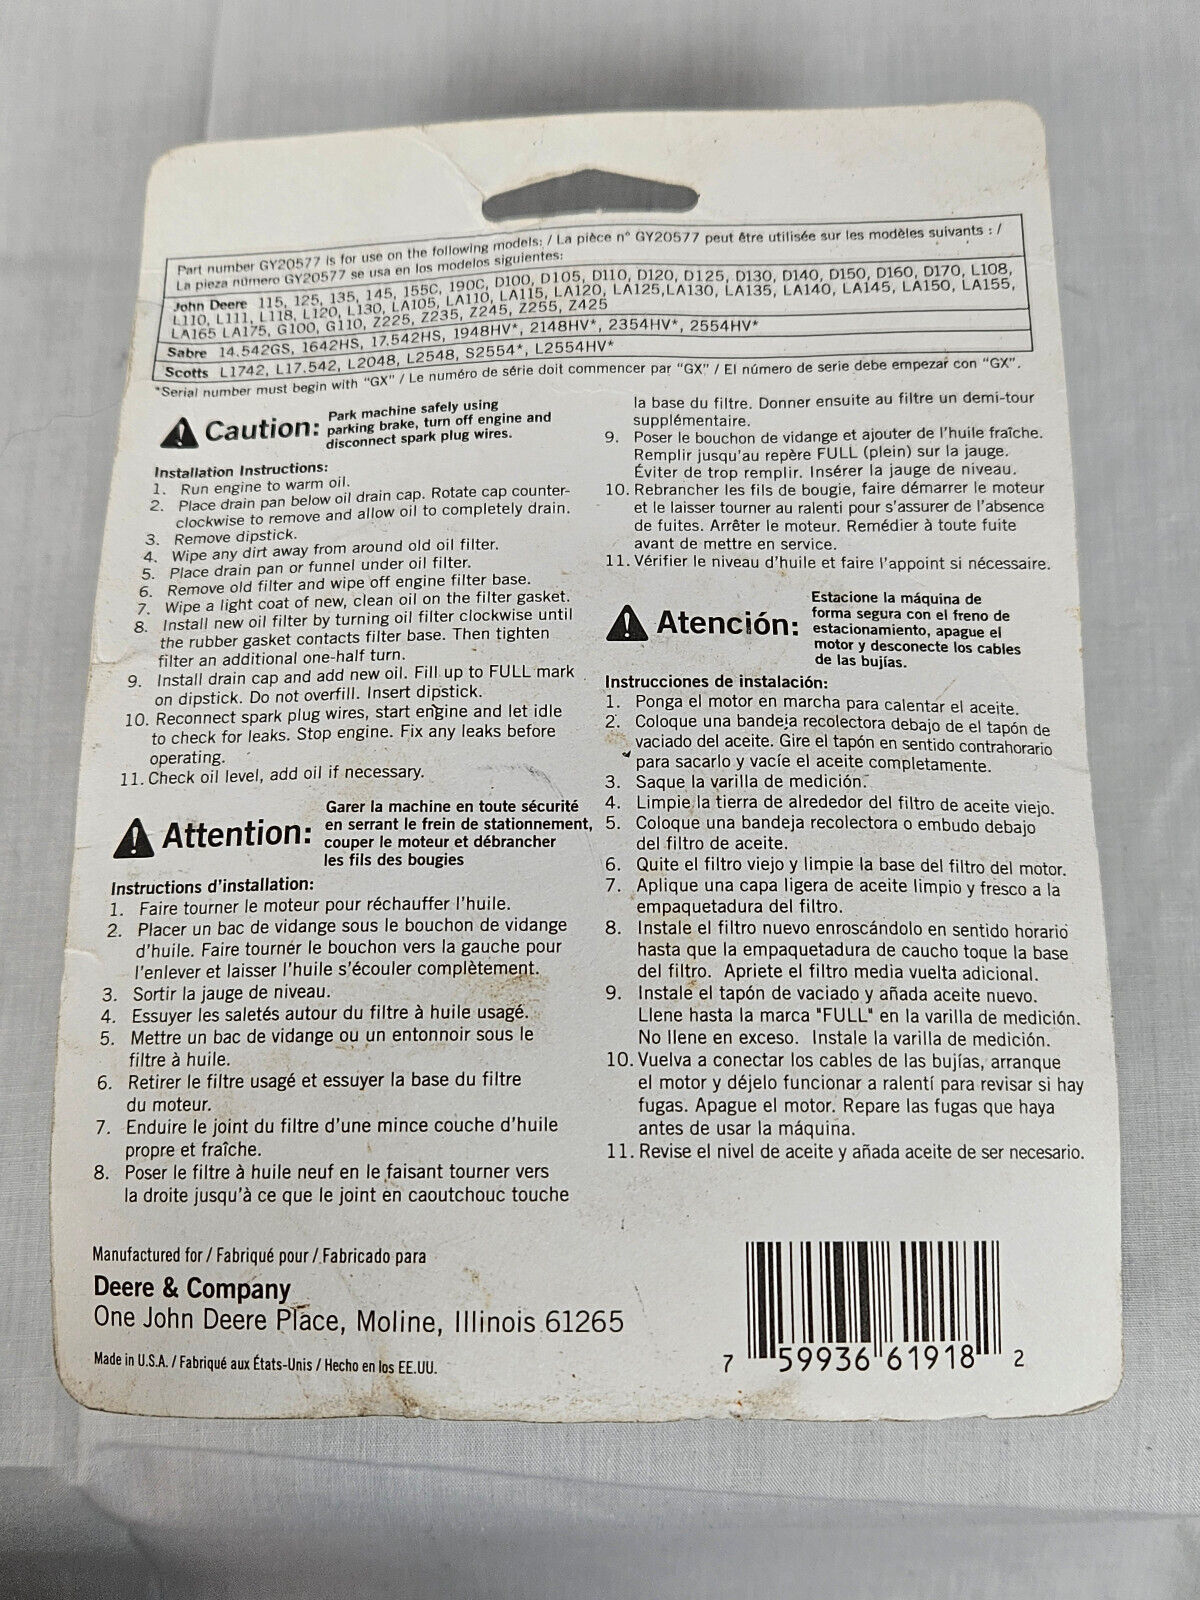 Part number GY20577 is for use on the following models: / La pièce n° GY20577 peut être utilisée sur les modèles suivants : /
La pieza número GY20577 se usa en los modelos siguientes:
John Deere 115, 125, 135, 145, 155C, 190C, D100, D105, D110, D120, D125, D130, D140, D150, D160, D170, L108,
L110, L111, L118, L120, L130, LA105, LA110, LA115, LA120, LA125,LA130, LA135, LA140, LA145, LA150, LA155,
LA165 LA175, G100, G110, Z225, Z235, Z245, Z255, Z425
Sabre 14.542GS, 1642HS, 17.542HS, 1948HV*, 2148HV*, 2354HV*, 2554HV*
Scotts L1742, L17.542, L2048, L2548, S2554*, L2554HV*
*Serial number must begin with "GX" / Le numéro de série doit commencer par "GX" / El número de serie debe empezar con "GX".
Caution: Park machine safely using
parking brake, turn off engine and
disconnect spark plug wires.
Installation Instructions:
1. Run engine to warm oil.
2. Place drain pan below oil drain cap. Rotate cap counter-
clockwise to remove and allow oil to completely drain.
3. Remove dipstick.
4. Wipe any dirt away from around old oil filter.
5. Place drain pan or funnel under oil filter.
6. Remove old filter and wipe off engine filter base.
7. Wipe a light coat of new, clean oil on the filter gasket.
8. Install new oil filter by turning oil filter clockwise until
the rubber gasket contacts filter base. Then tighten
filter an additional one-half turn.
9. Install drain cap and add new oil. Fill up to FULL mark
on dipstick. Do not overfill. Insert dipstick.
10. Reconnect spark plug wires, start engine and let idle
to check for leaks. Stop engine. Fix any leaks before
operating.
11. Check oil level, add oil if necessary.
Attention: Garer la machine en toute sécurité
en serrant le frein de stationnement,
couper le moteur et débrancher
les fils des bougies
Instructions d'installation:
1. Faire tourner le moteur pour réchauffer l'huile.
2. Placer un bac de vidange sous le bouchon de vidange
d'huile. Faire tourner le bouchon vers la gauche pour
l'enlever et laisser l'huile s'écouler complètement.
3. Sortir la jauge de niveau.
4. Essuyer les saletés autour du filtre à huile usagé.
5. Mettre un bac de vidange ou un entonnoir sous le
filtre à huile.
6. Retirer le filtre usagé et essuyer la base du filtre
du moteur.
7. Enduire le joint du filtre d'une mince couche d'huile
propre et fraîche.
8. Poser le filtre à huile neuf en le faisant tourner vers
la droite jusqu'à ce que le joint en caoutchouc touche
la base du filtre. Donner ensuite au filtre un demi-tour
supplémentaire.
9. Poser le bouchon de vidange et ajouter de l'huile fraîche.
Remplir jusqu'au repère FULL (plein) sur la jauge.
Éviter de trop remplir. Insérer la jauge de niveau.
10. Rebrancher les fils de bougie, faire démarrer le moteur
et le laisser tourner au ralenti pour s'assurer de l'absence
de fuites. Arrêter le moteur. Remédier à toute fuite
avant de mettre en service.
11. Vérifier le niveau d'huile et faire l'appoint si nécessaire.
Atención: Estacione la máquina de
forma segura con el freno de
estacionamiento, apague el
motor y desconecte los cables
de las bujías.
Instrucciones de instalación:
1. Ponga el motor en marcha para calentar el aceite.
2. Coloque una bandeja recolectora debajo de el tapón de
vaciado del aceite. Gire el tapón en sentido contrahorario
para sacarlo y vacíe el aceite completamente.
3. Saque la varilla de medición.
4. Limpie la tierra de alrededor del filtro de aceite viejo.
5. Coloque una bandeja recolectora o embudo debajo
del filtro de aceite.
6. Quite el filtro viejo y limpie la base del filtro del motor.
7. Aplique una capa ligera de aceite limpio y fresco a la
empaquetadura del filtro.
8. Instale el filtro nuevo enroscándolo en sentido horario
hasta que la empaquetadura de caucho toque la base
del filtro. Apriete el filtro media vuelta adicional.
9. Instale el tapón de vaciado y añada aceite nuevo.
Llene hasta la marca "FULL" en la varilla de medición.
No llene en exceso. Instale la varilla de medición.
10. Vuelva a conectar los cables de las bujías, arranque
el motor y déjelo funcionar a ralentí para revisar si hay
fugas. Apague el motor. Repare las fugas que haya
antes de usar la máquina.
11. Revise el nivel de aceite y añada aceite de ser necesario.
Manufactured for / Fabriqué pour / Fabricado para
Deere & Company
One John Deere Place, Moline, Illinois 61265
Made in U.S.A. / Fabriqué aux États-Unis / Hecho en los EE.UU.
7 59936 61918 2